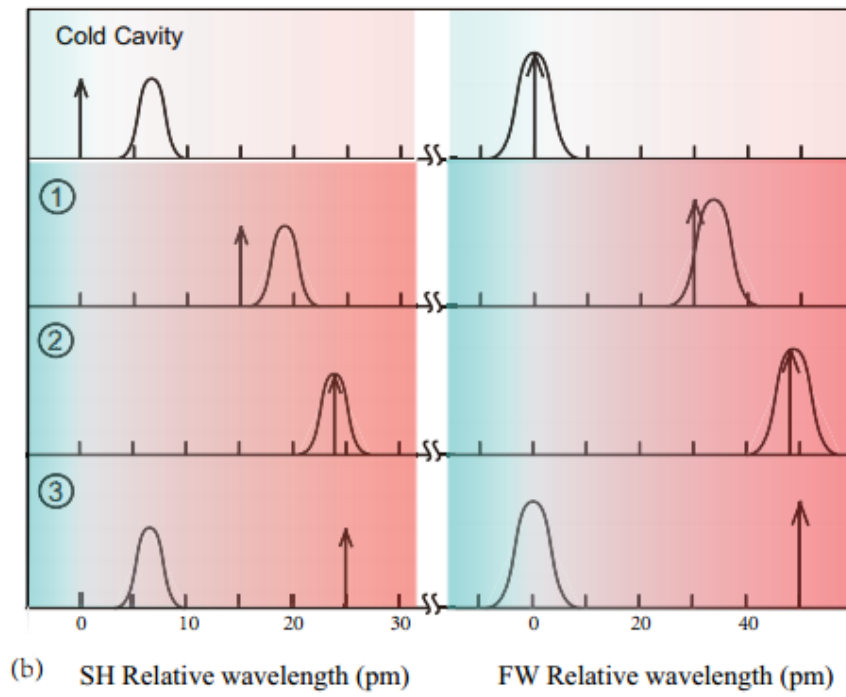 Cold Cavity
①
②
③
0 10 20 30 0 20 40
(b) SH Relative wavelength (pm) FW Relative wavelength (pm)